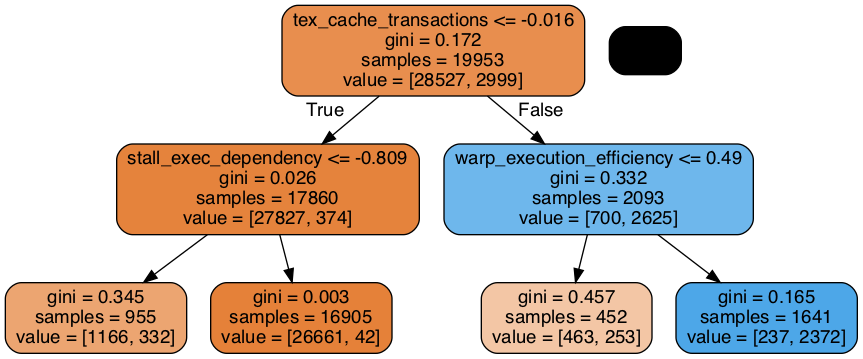 tex_cache_transactions <= -0.016
gini = 0.172
samples = 19953
value = [28527, 2999]
True
False
stall_exec_dependency <= -0.809
gini = 0.026
samples = 17860
value = [27827, 374]
warp_execution_efficiency <= 0.49
gini = 0.332
samples = 2093
value = [700, 2625]
gini = 0.345
samples = 955
value = [1166, 332]
gini = 0.003
samples = 16905
value = [26661, 42]
gini = 0.457
samples = 452
value = [463, 253]
gini = 0.165
samples = 1641
value = [237, 2372]